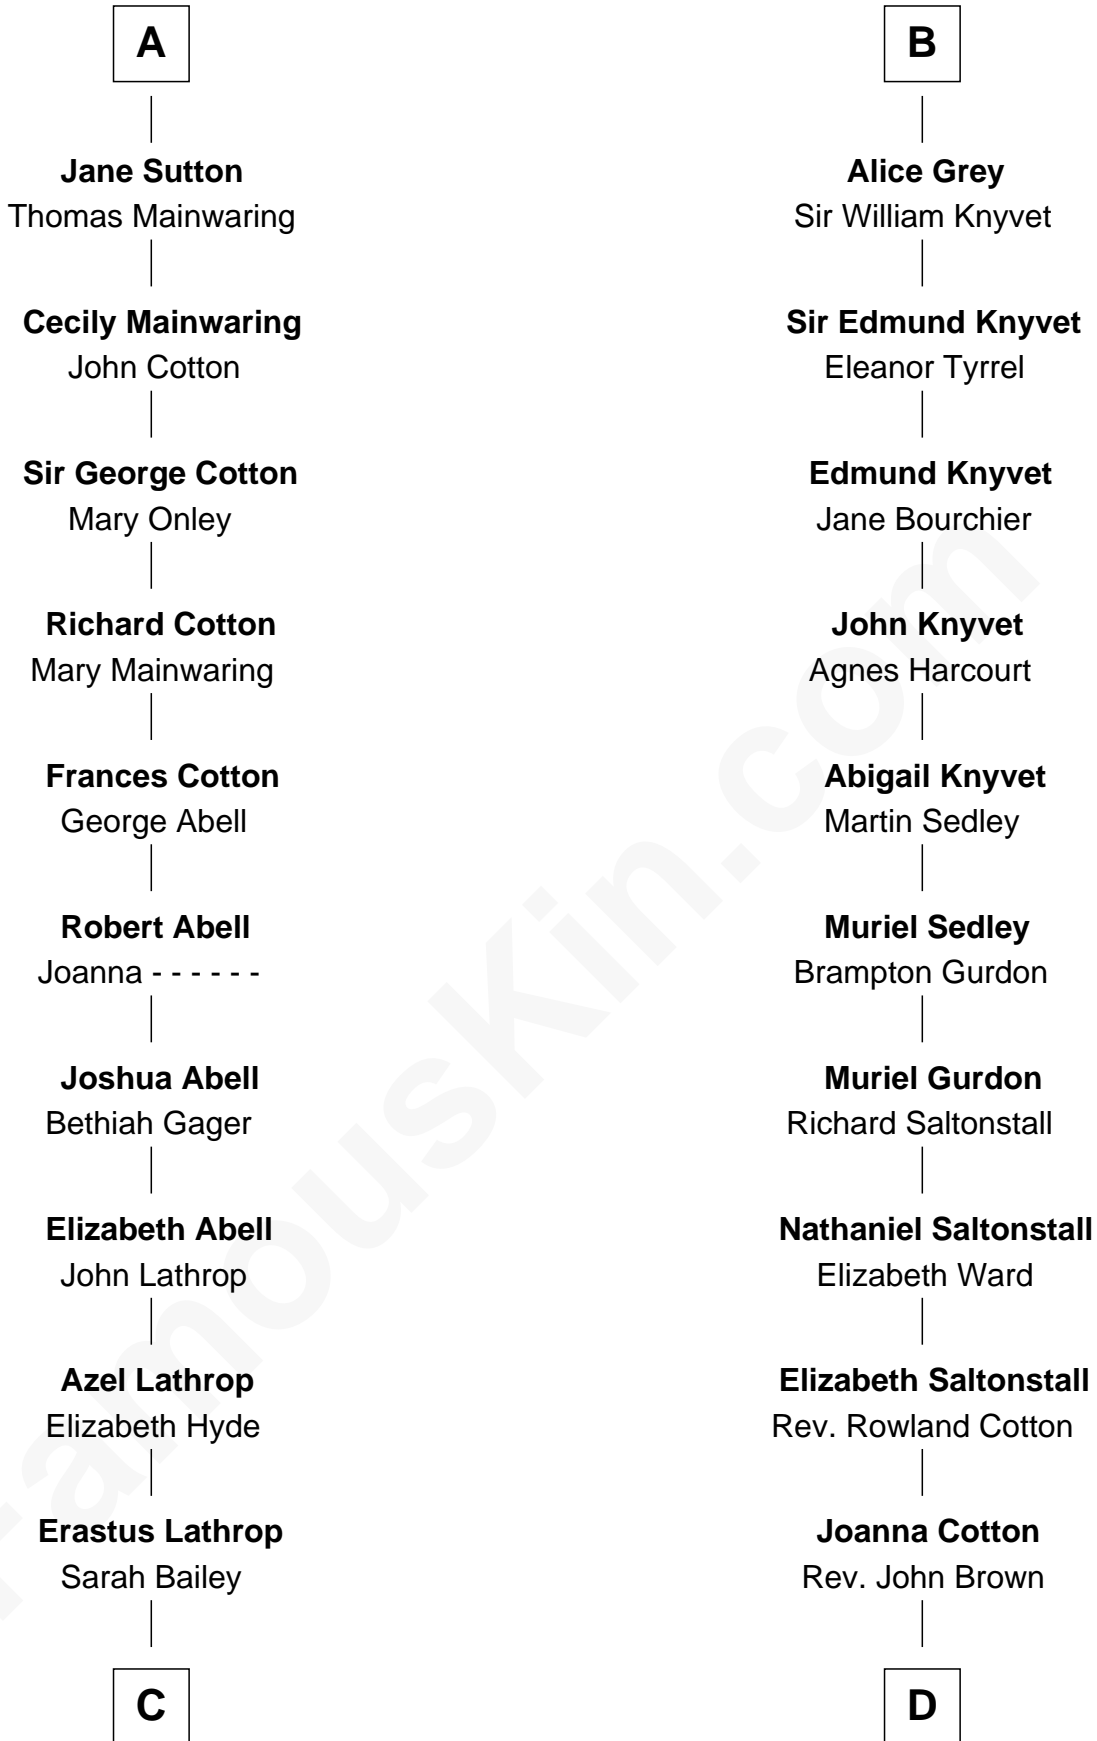 A
Jane Sutton
Thomas Mainwaring
Cecily Mainwaring
John Cotton
Sir George Cotton
Mary Onley
Richard Cotton
Mary Mainwaring
Frances Cotton
George Abell
Robert Abell
Joanna - - - - - -
Joshua Abell
Bethiah Gager
Elizabeth Abell
John Lathrop
Azel Lathrop
Elizabeth Hyde
Erastus Lathrop
Sarah Bailey
C
B
Alice Grey
Sir William Knyvet
Sir Edmund Knyvet
Eleanor Tyrrel
Edmund Knyvet
Jane Bourchier
John Knyvet
Agnes Harcourt
Abigail Knyvet
Martin Sedley
Muriel Sedley
Brampton Gurdon
Muriel Gurdon
Richard Saltonstall
Nathaniel Saltonstall
Elizabeth Ward
Elizabeth Saltonstall
Rev. Rowland Cotton
Joanna Cotton
Rev. John Brown
D
FamousKin.com